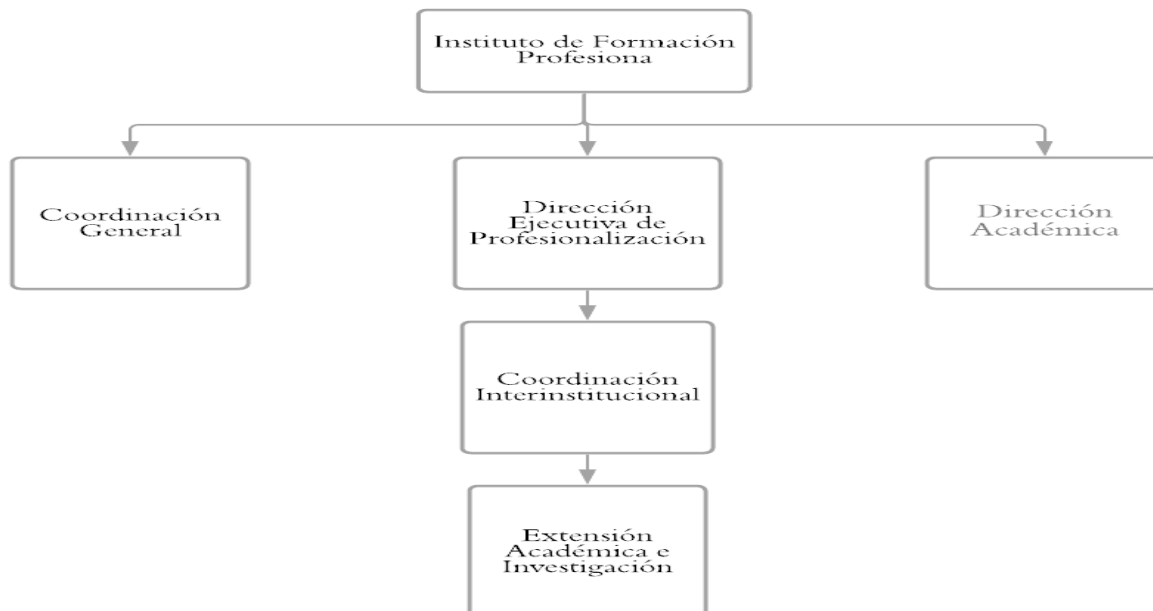 Instituto de Formación
Profesiona
Coordinación
General
Dirección
Ejecutiva de
Profesionalización
Dirección
Académica
Coordinación
Interinstitucional
Extensión
Académica e
Investigación